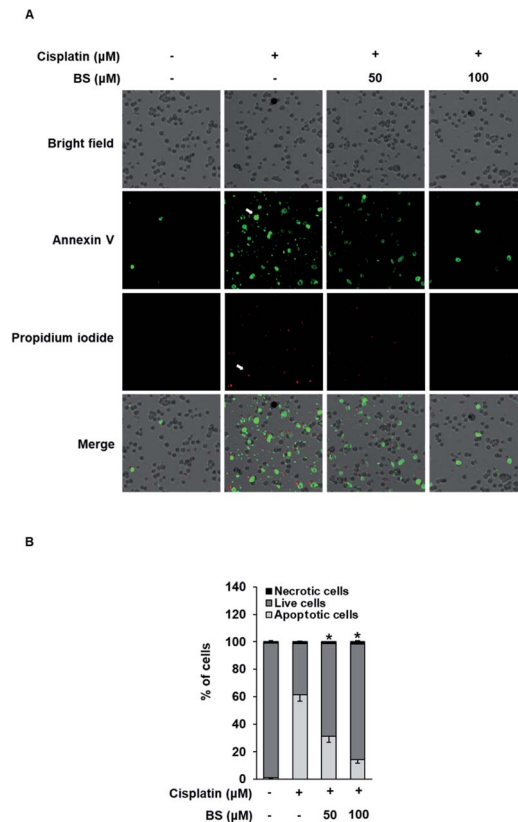 A
Cisplatin (µM) - + + +
BS (µM) - - 50 100
Bright field
Annexin V
Propidium iodide
Merge
B
140
120
100
80
60
40
20
0
% of cells
Necrotic cells
Live cells
Apoptotic cells
* *
Cisplatin (µM) - + + +
BS (µM) - - 50 100